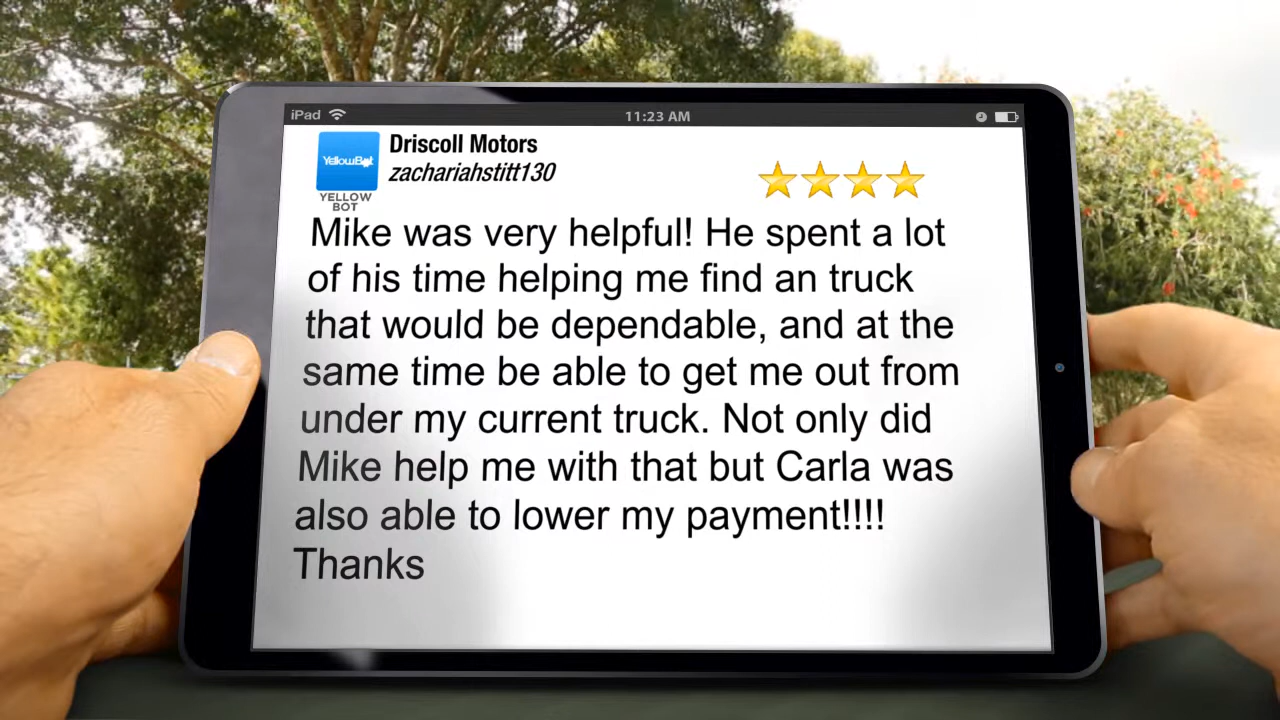 iPad 11:23 AM
Driscoll Motors
YellowBot
zachariahstitt130
YELLOW
BOT
Mike was very helpful! He spent a lot
of his time helping me find an truck
that would be dependable, and at the
same time be able to get me out from
under my current truck. Not only did
Mike help me with that but Carla was
also able to lower my payment!!!!
Thanks